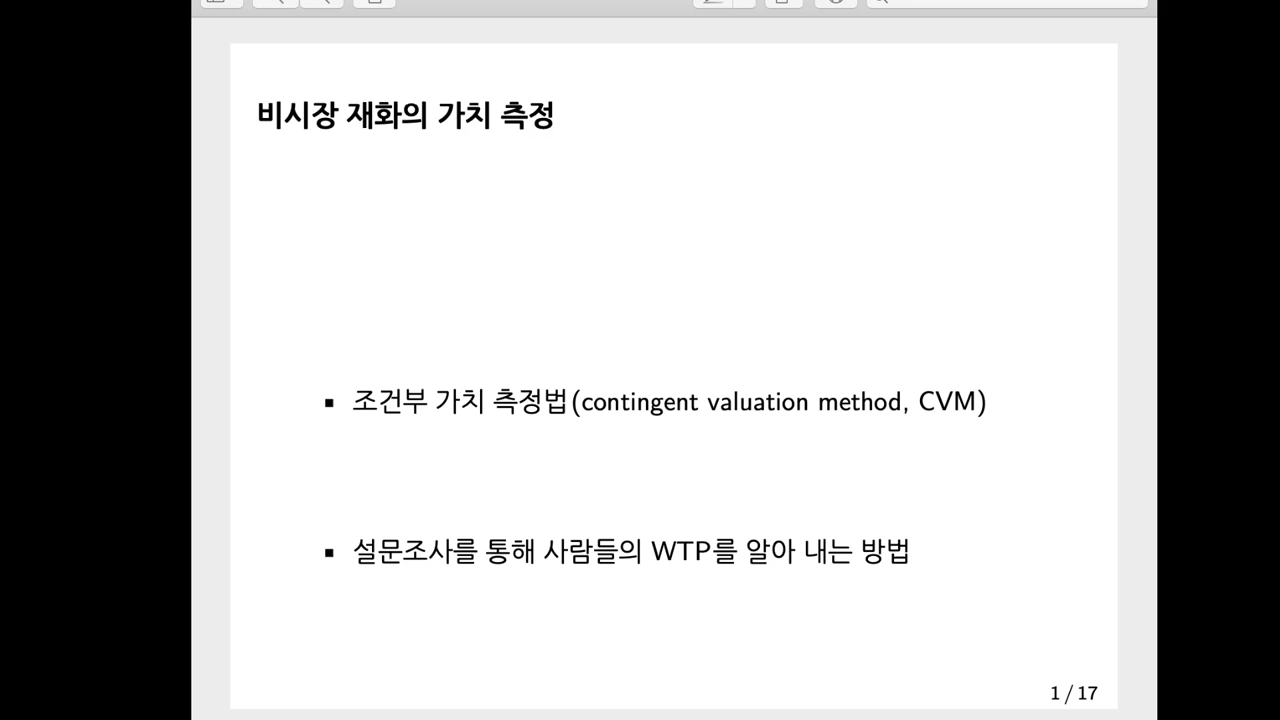 비시장 재화의 가치 측정
▪ 조건부 가치 측정법(contingent valuation method, CVM)
▪ 설문조사를 통해 사람들의 WTP를 알아 내는 방법
1 / 17